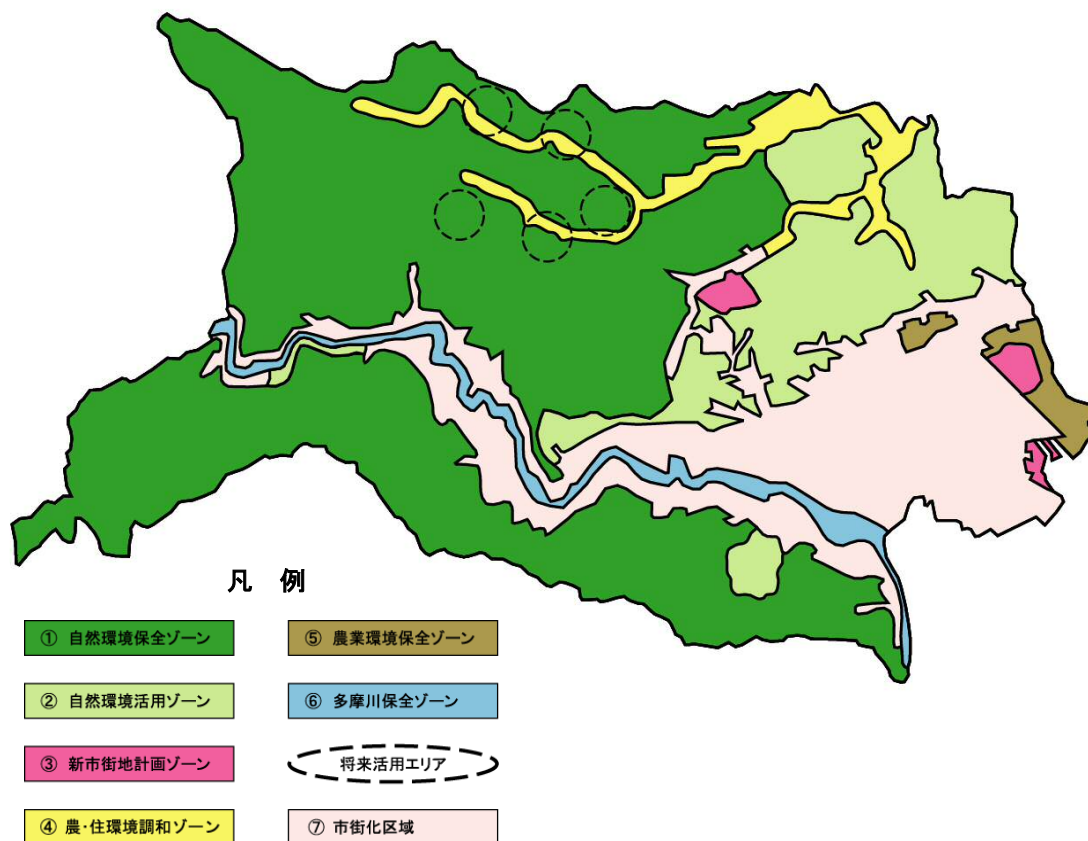 凡 例
① 自然環境保全ゾーン
② 自然環境活用ゾーン
③ 新市街地計画ゾーン
④ 農・住環境調和ゾーン
⑤ 農業環境保全ゾーン
⑥ 多摩川保全ゾーン
将来活用エリア
⑦ 市街化区域